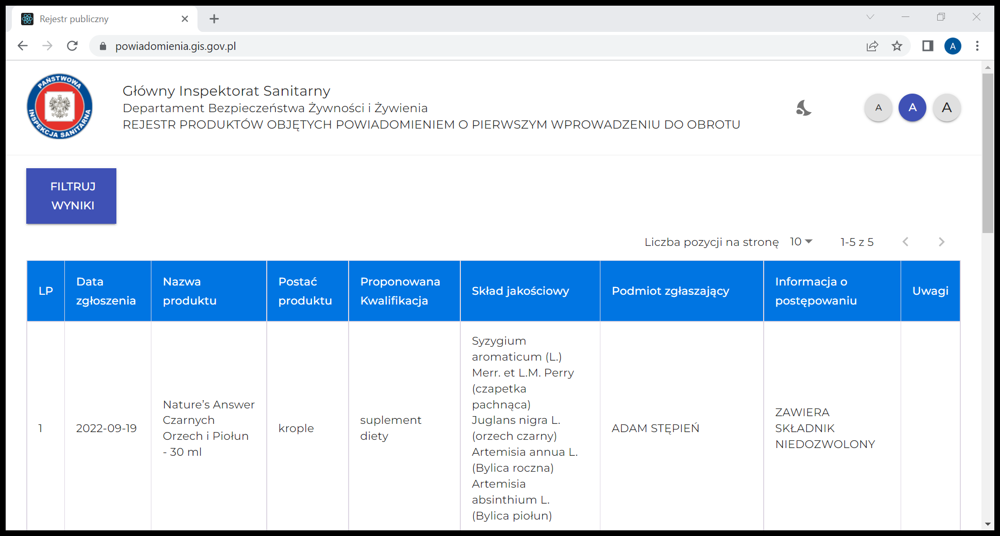 Rejestr publiczny
powiadomienia.gis.gov.pl
A
PAŃSTWOWA
INSPEKCJA SANITARNA
Główny Inspektorat Sanitarny
Departament Bezpieczeństwa Żywności i Żywienia
REJESTR PRODUKTÓW OBJĘTYCH POWIADOMIENIEM O PIERWSZYM WPROWADZENIU DO OBROTU
A A A
FILTRUJ
WYNIKI
Liczba pozycji na stronę 10 1-5 z 5
LP
Data
zgłoszenia
Nazwa
produktu
Postać
produktu
Proponowana
Kwalifikacja
Skład jakościowy
Podmiot zgłaszający
Informacja o
postępowaniu
Uwagi
1
2022-09-19
Nature’s Answer
Czarnych
Orzech i Piołun
- 30 ml
krople
suplement
diety
Syzygium
aromaticum (L.)
Merr. et L.M. Perry
(czapetka
pachnąca)
Juglans nigra L.
(orzech czarny)
Artemisia annua L.
(Bylica roczna)
Artemisia
absinthium L.
(Bylica piołun)
ADAM STĘPIEŃ
ZAWIERA
SKŁADNIK
NIEDOZWOLONY